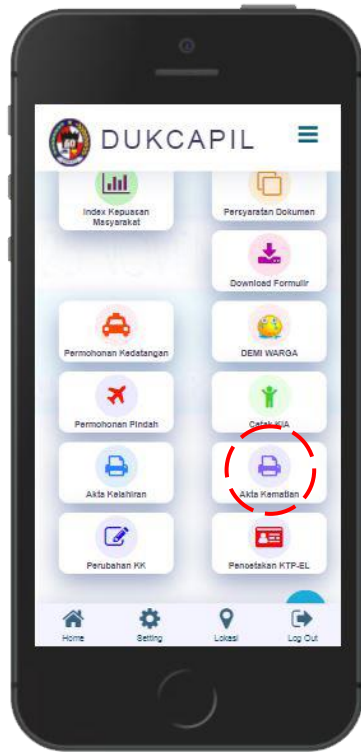 DUKCAPIL
Index Kepuasan
Masyarakat
Persyaratan Dokumen
Download Formulir
Permohonan Kedatangan
DEMI WARGA
Permohonan Pindah
Cetak KIA
Akta Kelahiran
Akta Kematian
Perubahan KK
Pencetakan KTP-EL
Home
Setting
Lokasi
Log Out